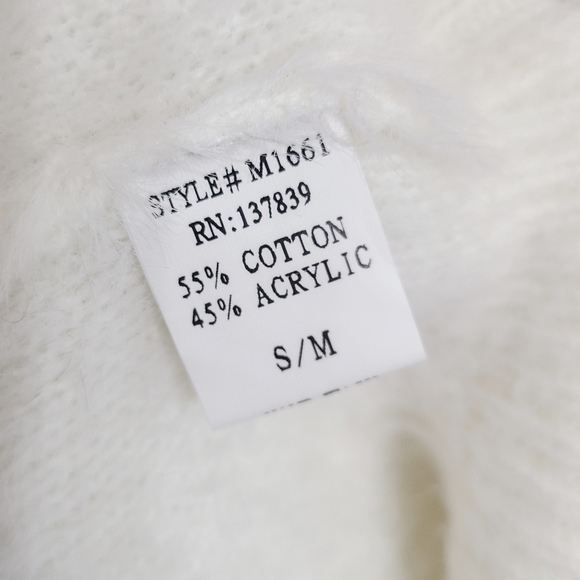 STYLE# M1661
RN:137839
55% COTTON
45% ACRYLIC
S/M